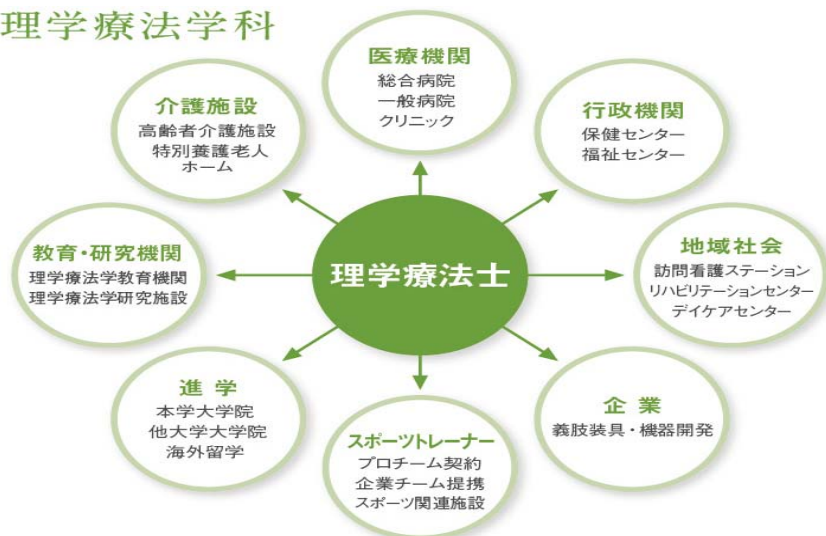 理学療法学科
医療機関
総合病院
一般病院
クリニック
行政機関
保健センター
福祉センター
地域社会
訪問看護ステーション
リハビリテーションセンター
デイケアセンター
企業
義肢装具・機器開発
スポーツトレーナー
プロチーム契約
企業チーム提携
スポーツ関連施設
進学
本学大学院
他大学大学院
海外留学
教育・研究機関
理学療法学教育機関
理学療法学研究施設
介護施設
高齢者介護施設
特別養護老人
ホーム
理学療法士